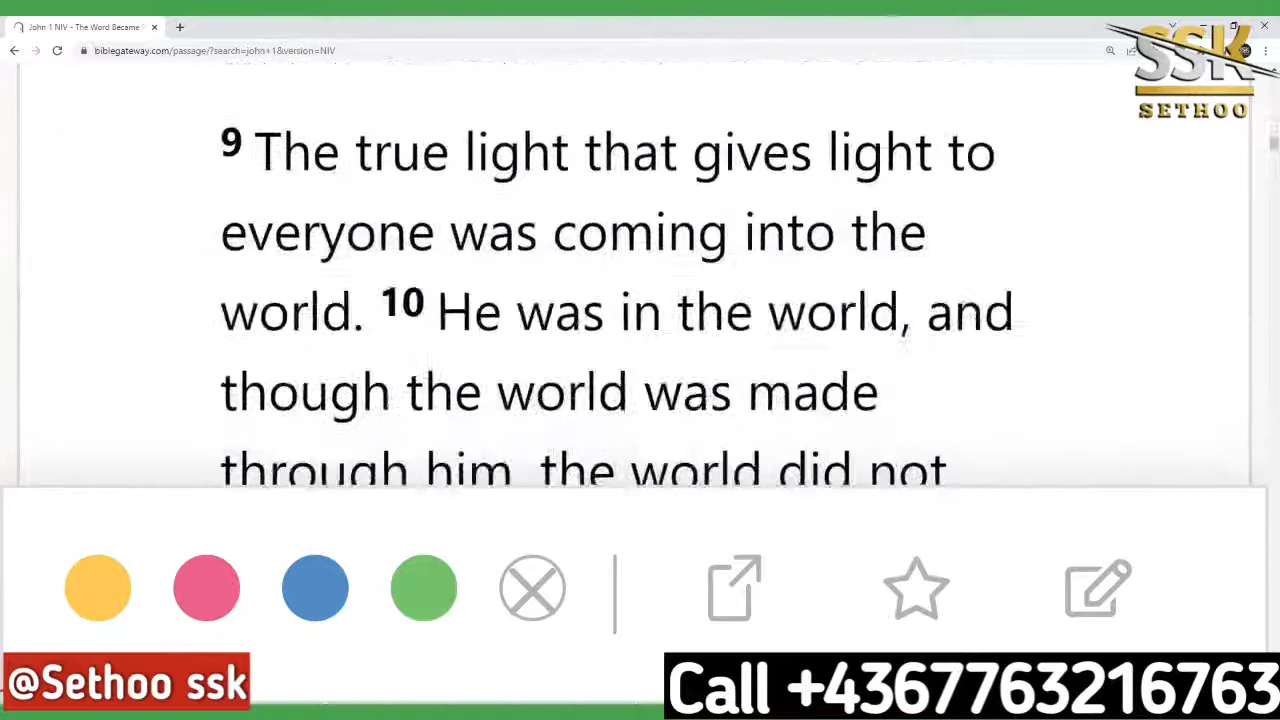 John 1 NIV - The Word Became
biblegateway.com/passage/?search=john+1&version=NIV
SSK
SETHOO
9 The true light that gives light to
everyone was coming into the
world. 10 He was in the world, and
though the world was made
through him, the world did not
@Sethoo ssk
Call +4367763216763